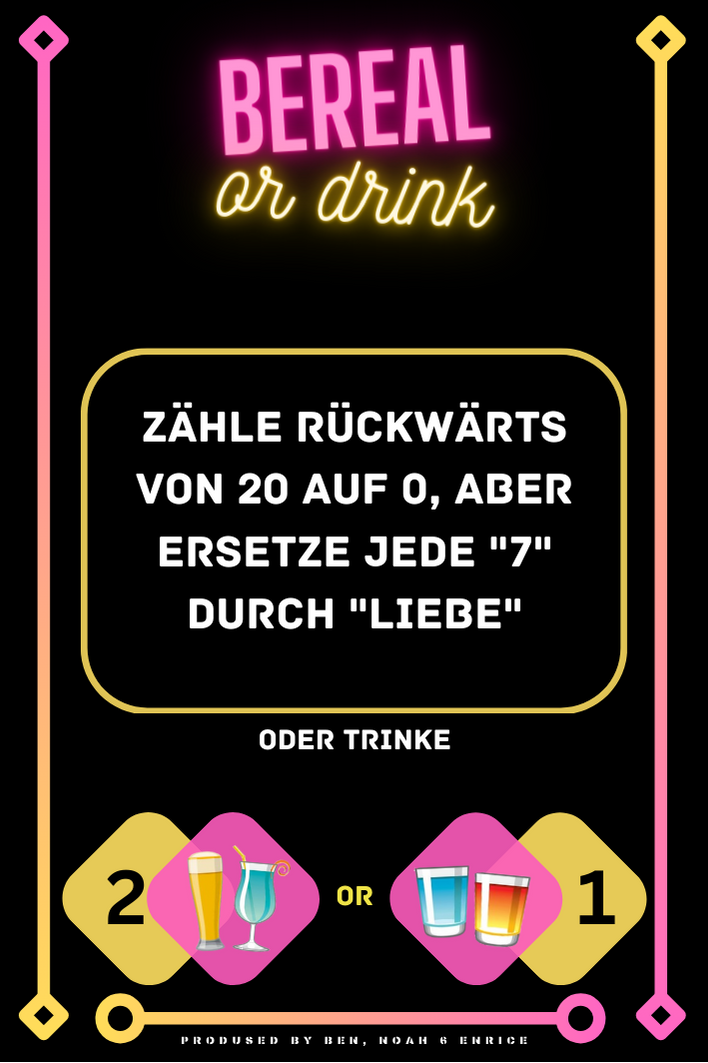 BEREAL
or drink
ZÄHLE RÜCKWÄRTS
VON 20 AUF 0, ABER
ERSETZE JEDE "7"
DURCH "LIEBE"
ODER TRINKE
2 OR 1
PRODUSED BY BEN, NOAH & ENRICE